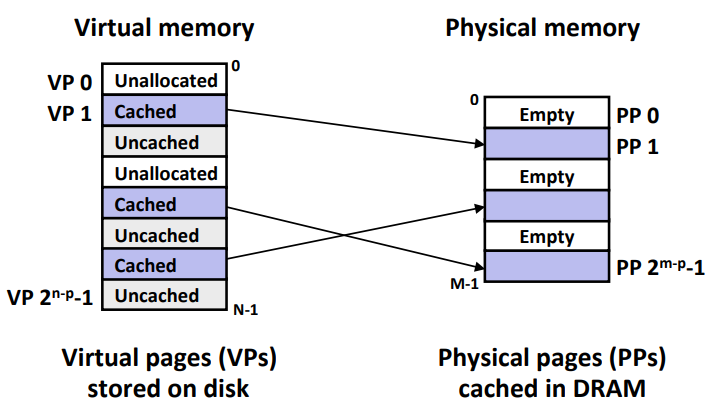 Virtual memory
Physical memory
0
VP 0
Unallocated
VP 1
Cached
Uncached
Unallocated
Cached
Uncached
Cached
VP 2ⁿ⁻ᵖ-1
Uncached
N-1
0
Empty
PP 0
PP 1
Empty
Empty
PP 2ᵐ⁻ᵖ-1
M-1
Virtual pages (VPs)
stored on disk
Physical pages (PPs)
cached in DRAM